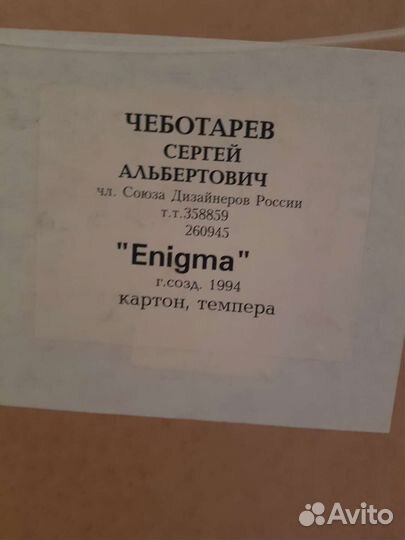 ЧЕБОТАРЕВ
СЕРГЕЙ
АЛЬБЕРТОВИЧ
чл. Союза Дизайнеров России
т.т.358859
260945
"Enigma"
г.созд. 1994
картон, темпера
Avito